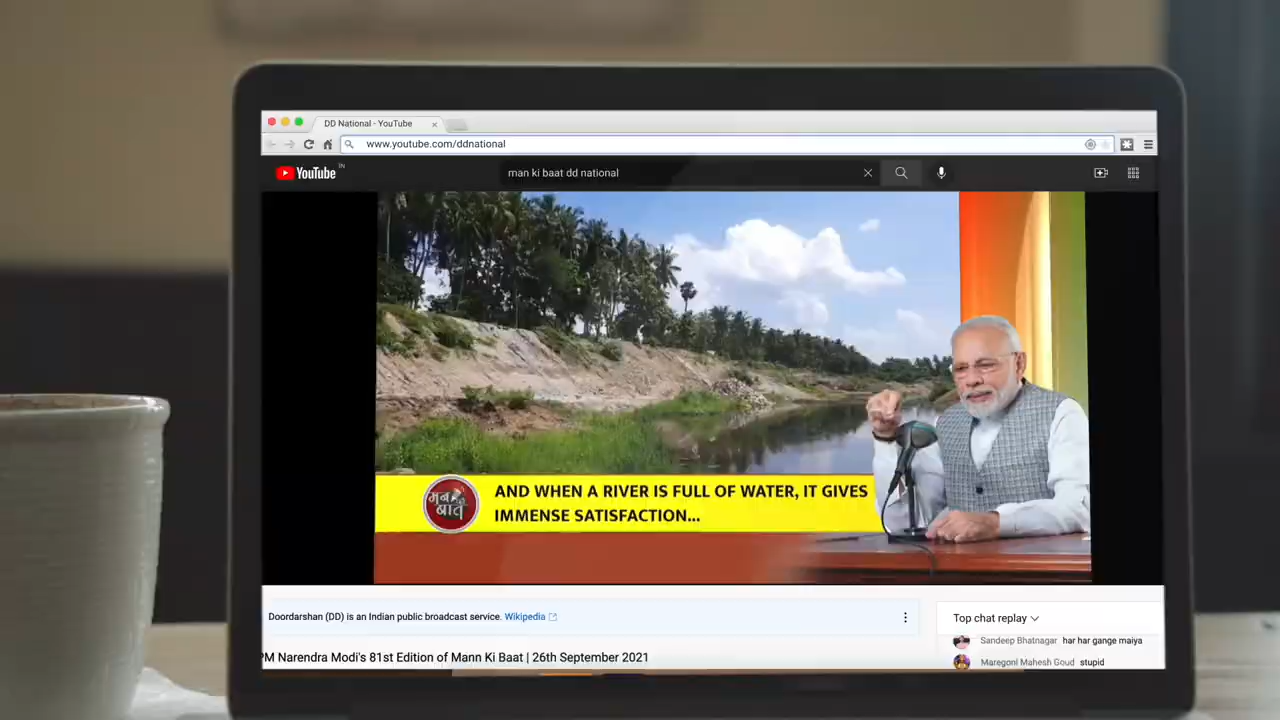 DD National - YouTube
www.youtube.com/ddnational
YouTube IN
man ki baat dd national
मन की बात
AND WHEN A RIVER IS FULL OF WATER, IT GIVES
IMMENSE SATISFACTION...
Doordarshan (DD) is an Indian public broadcast service. Wikipedia
PM Narendra Modi's 81st Edition of Mann Ki Baat | 26th September 2021
Top chat replay
Sandeep Bhatnagar har har gange maiya
Maregoni Mahesh Goud stupid